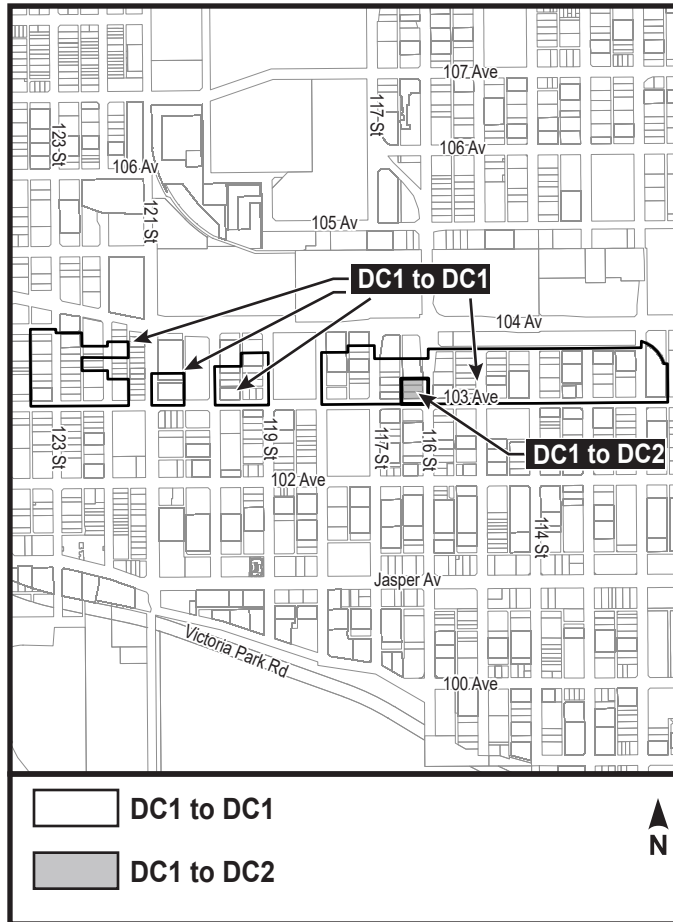 107 Ave
117 St
123 St
106 Av
106 Av
121 St
105 Av
DC1 to DC1
104 Av
103 Ave
123 St
119 St
117 St
116 St
DC1 to DC2
102 Ave
114 St
Jasper Av
Victoria Park Rd
100 Ave
DC1 to DC1
DC1 to DC2
N